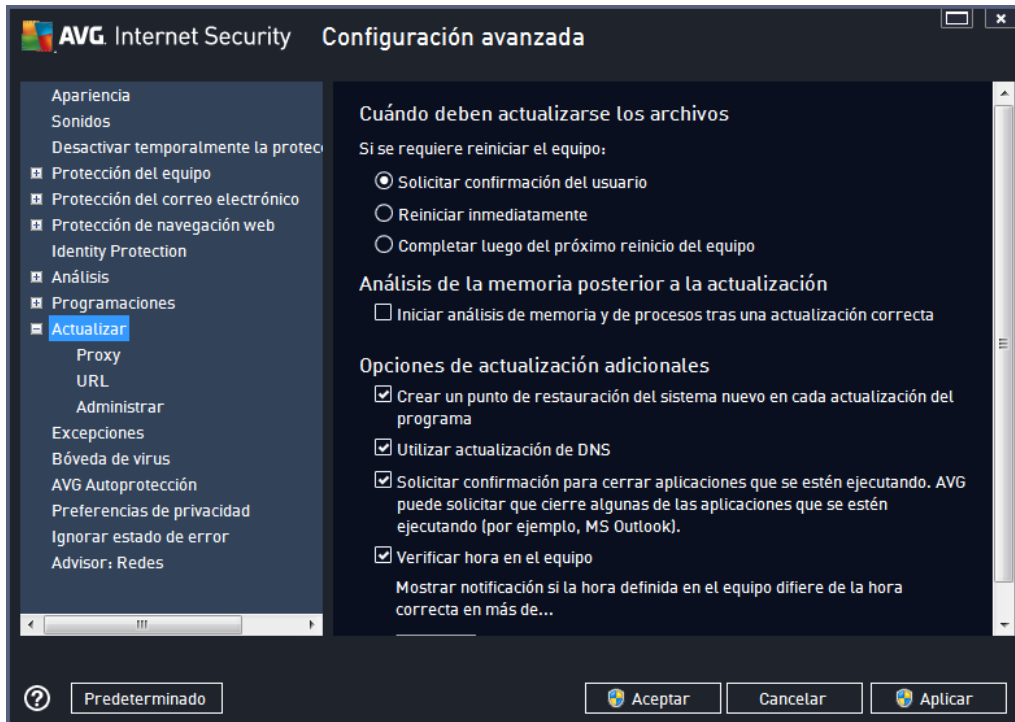 AVG. Internet Security Configuración avanzada
Apariencia
Sonidos
Desactivar temporalmente la protec
Protección del equipo
Protección del correo electrónico
Protección de navegación web
Identity Protection
Análisis
Programaciones
Actualizar
Proxy
URL
Administrar
Excepciones
Bóveda de virus
AVG Autoprotección
Preferencias de privacidad
Ignorar estado de error
Advisor: Redes
Cuándo deben actualizarse los archivos
Si se requiere reiniciar el equipo:
Solicitar confirmación del usuario
Reiniciar inmediatamente
Completar luego del próximo reinicio del equipo
Análisis de la memoria posterior a la actualización
Iniciar análisis de memoria y de procesos tras una actualización correcta
Opciones de actualización adicionales
Crear un punto de restauración del sistema nuevo en cada actualización del
programa
Utilizar actualización de DNS
Solicitar confirmación para cerrar aplicaciones que se estén ejecutando. AVG
puede solicitar que cierre algunas de las aplicaciones que se estén
ejecutando (por ejemplo, MS Outlook).
Verificar hora en el equipo
Mostrar notificación si la hora definida en el equipo difiere de la hora
correcta en más de...
Predeterminado
Aceptar
Cancelar
Aplicar